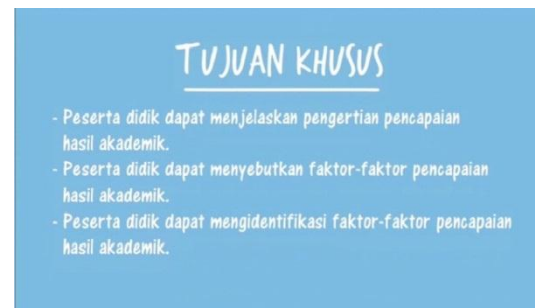 TUJUAN KHUSUS
- Peserta didik dapat menjelaskan pengertian pencapaian
hasil akademik.
- Peserta didik dapat menyebutkan faktor-faktor pencapaian
hasil akademik.
- Peserta didik dapat mengidentifikasi faktor-faktor pencapaian
hasil akademik.